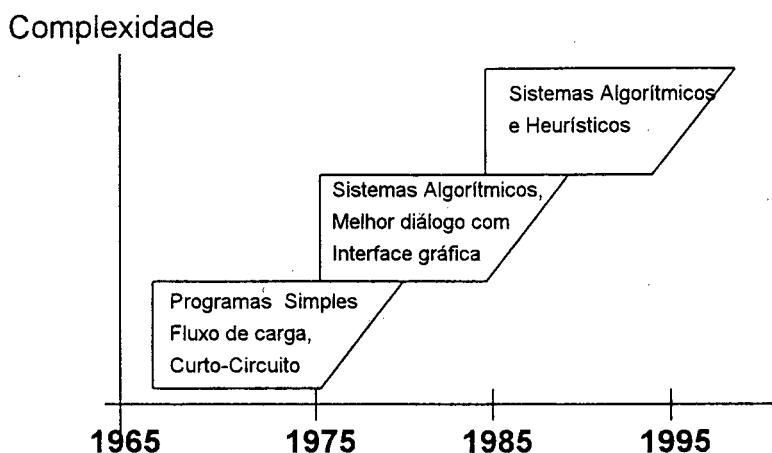 Complexidade
Sistemas Algorítmicos
e Heurísticos
Sistemas Algorítmicos,
Melhor diálogo com
Interface gráfica
Programas Simples
Fluxo de carga,
Curto-Circuito
1965 1975 1985 1995